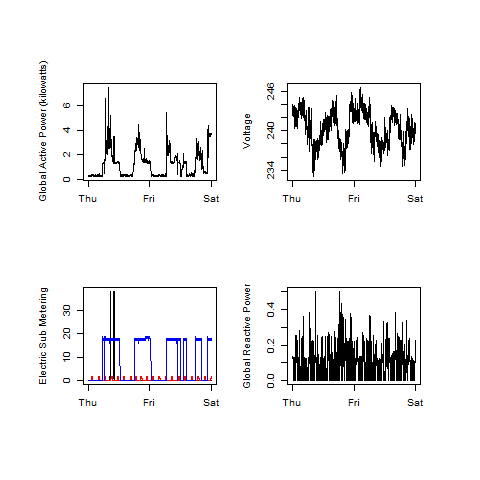 Global Active Power (kilowatts)
6
4
2
0
Thu
Fri
Sat
Voltage
246
240
234
Thu
Fri
Sat
Electric Sub Metering
30
20
10
0
Thu
Fri
Sat
Global Reactive Power
0.4
0.2
0.0
Thu
Fri
Sat